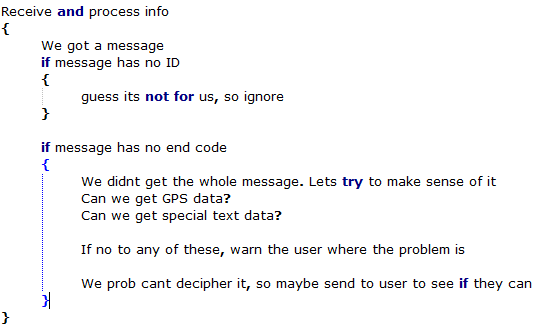 Receive and process info
{
We got a message
if message has no ID
{
guess its not for us, so ignore
}
if message has no end code
{
We didnt get the whole message. Lets try to make sense of it
Can we get GPS data?
Can we get special text data?
If no to any of these, warn the user where the problem is
We prob cant decipher it, so maybe send to user to see if they can
}
}